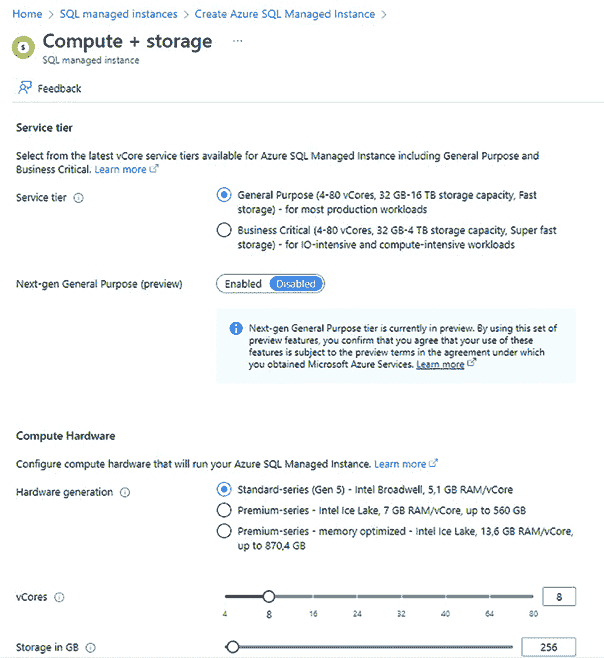 Home > SQL managed instances > Create Azure SQL Managed Instance >
$ Compute + storage ...
SQL managed instance
Feedback
Service tier
Select from the latest vCore service tiers available for Azure SQL Managed Instance including General Purpose and
Business Critical. Learn more
Service tier
General Purpose (4-80 vCores, 32 GB-16 TB storage capacity, Fast
storage) - for most production workloads
Business Critical (4-80 vCores, 32 GB-4 TB storage capacity, Super fast
storage) - for IO-intensive and compute-intensive workloads
Next-gen General Purpose (preview)
Enabled Disabled
Next-gen General Purpose tier is currently in preview. By using this set of
preview features, you confirm that you agree that your use of these
features is subject to the preview terms in the agreement under which
you obtained Microsoft Azure Services. Learn more
Compute Hardware
Configure compute hardware that will run your Azure SQL Managed Instance. Learn more
Hardware generation
Standard-series (Gen 5) - Intel Broadwell, 5,1 GB RAM/vCore
Premium-series - Intel Ice Lake, 7 GB RAM/vCore, up to 560 GB
Premium-series - memory optimized - Intel Ice Lake, 13,6 GB RAM/vCore,
up to 870,4 GB
vCores
8
4 8 16 24 32 40 64 80
Storage in GB
256